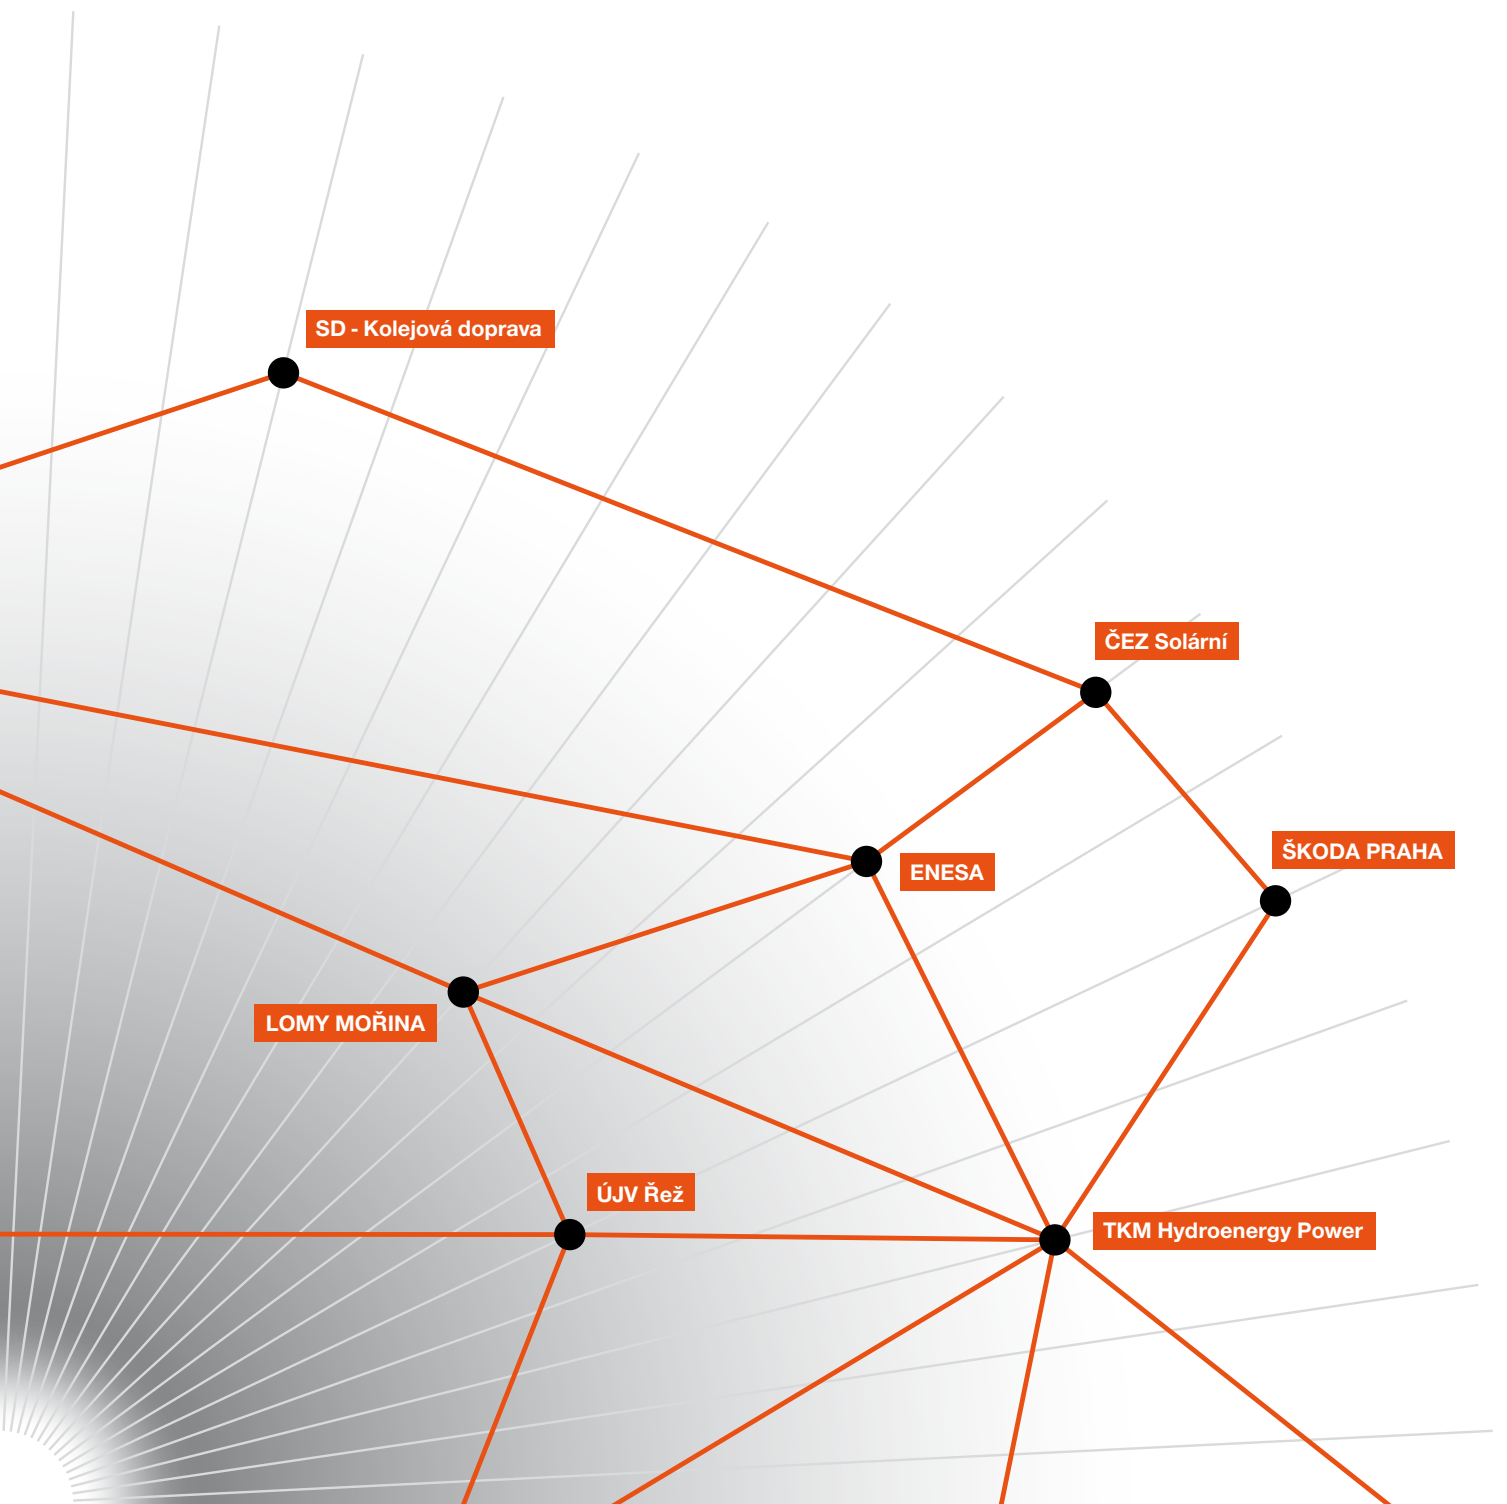 SD - Kolejová doprava
ČEZ Solární
ŠKODA PRAHA
ENESA
LOMY MOŘINA
ÚJV Řež
TKM Hydroenergy Power